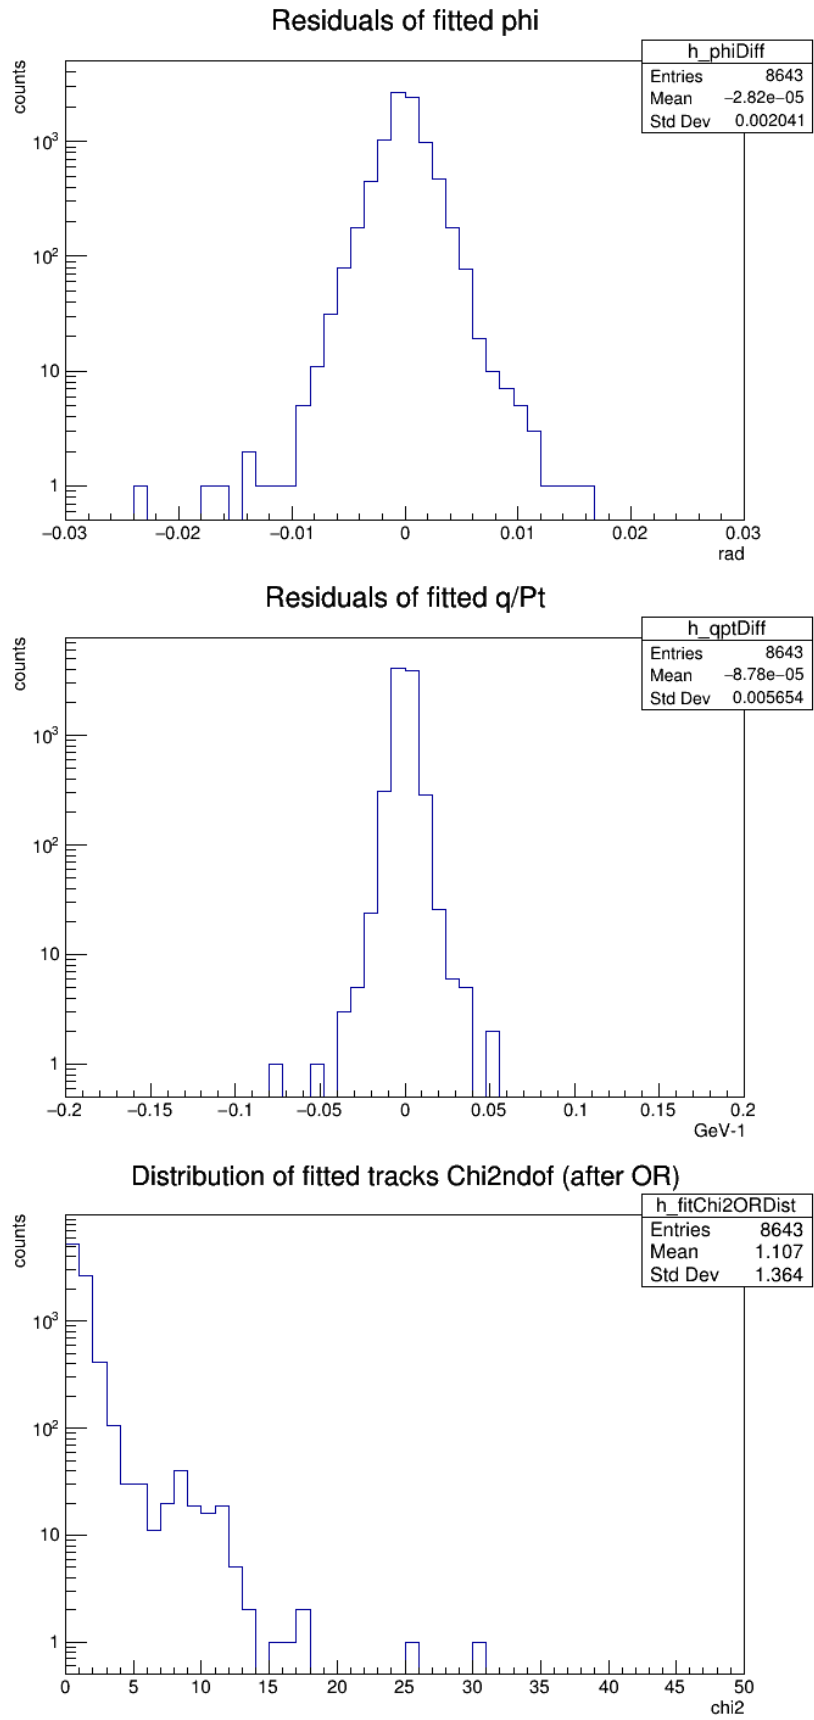 Residuals of fitted phi
h_phiDiff
Entries 8643
Mean −2.82e−05
Std Dev 0.002041
counts
10³
10²
10
1
−0.03 −0.02 −0.01 0 0.01 0.02 0.03
rad
Residuals of fitted q/Pt
h_qptDiff
Entries 8643
Mean −8.78e−05
Std Dev 0.005654
counts
10³
10²
10
1
−0.2 −0.15 −0.1 −0.05 0 0.05 0.1 0.15 0.2
GeV-1
Distribution of fitted tracks Chi2ndof (after OR)
h_fitChi2ORDist
Entries 8643
Mean 1.107
Std Dev 1.364
counts
10³
10²
10
1
0 5 10 15 20 25 30 35 40 45 50
chi2